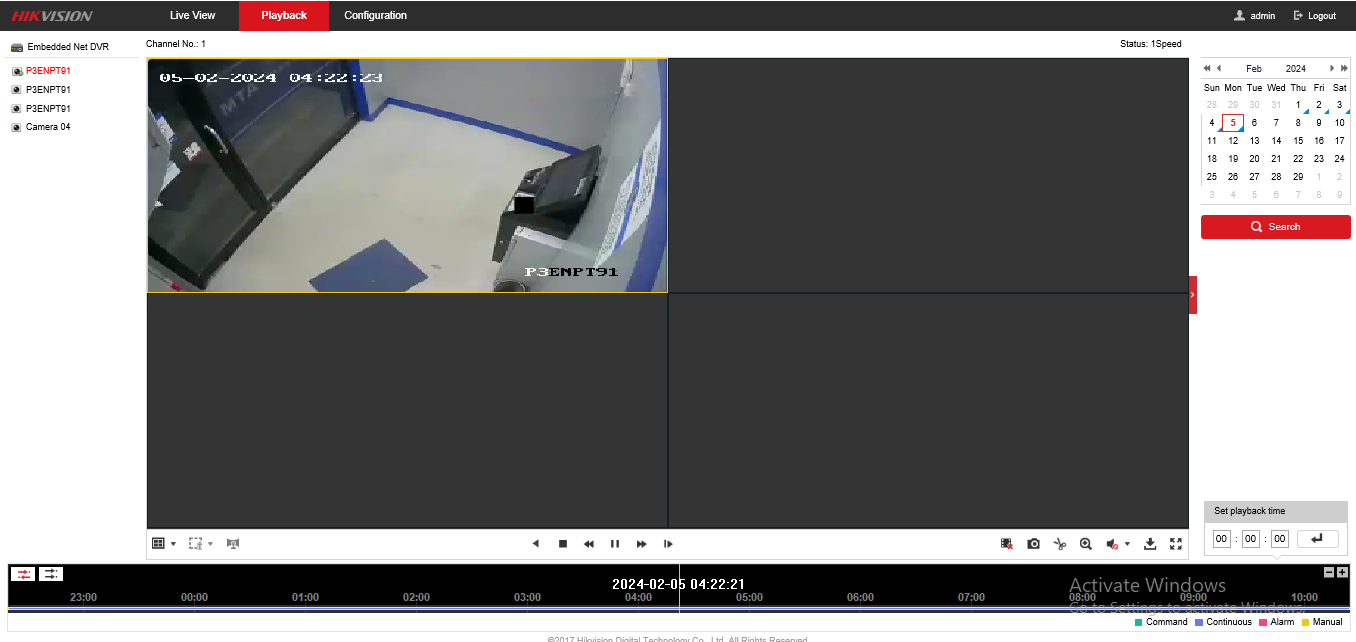 HIKVISION Live View Playback Configuration admin Logout
Embedded Net DVR
P3ENPT91
P3ENPT91
P3ENPT91
Camera 04
Channel No.: 1 Status: 1Speed
05-02-2024 04:22:23
MTA
P3ENPT91
Feb 2024
Sun Mon Tue Wed Thu Fri Sat
28 29 30 31 1 2 3
4 5 6 7 8 9 10
11 12 13 14 15 16 17
18 19 20 21 22 23 24
25 26 27 28 29 1 2
3 4 5 6 7 8 9
Search
Set playback time
00 : 00 : 00
2024-02-05 04:22:21
23:00 00:00 01:00 02:00 03:00 04:00 05:00 06:00 07:00 08:00 09:00 10:00
Activate Windows
Go to Settings to activate Windows.
Command Continuous Alarm Manual
©2017 Hikvision Digital Technology Co., Ltd. All Rights Reserved.